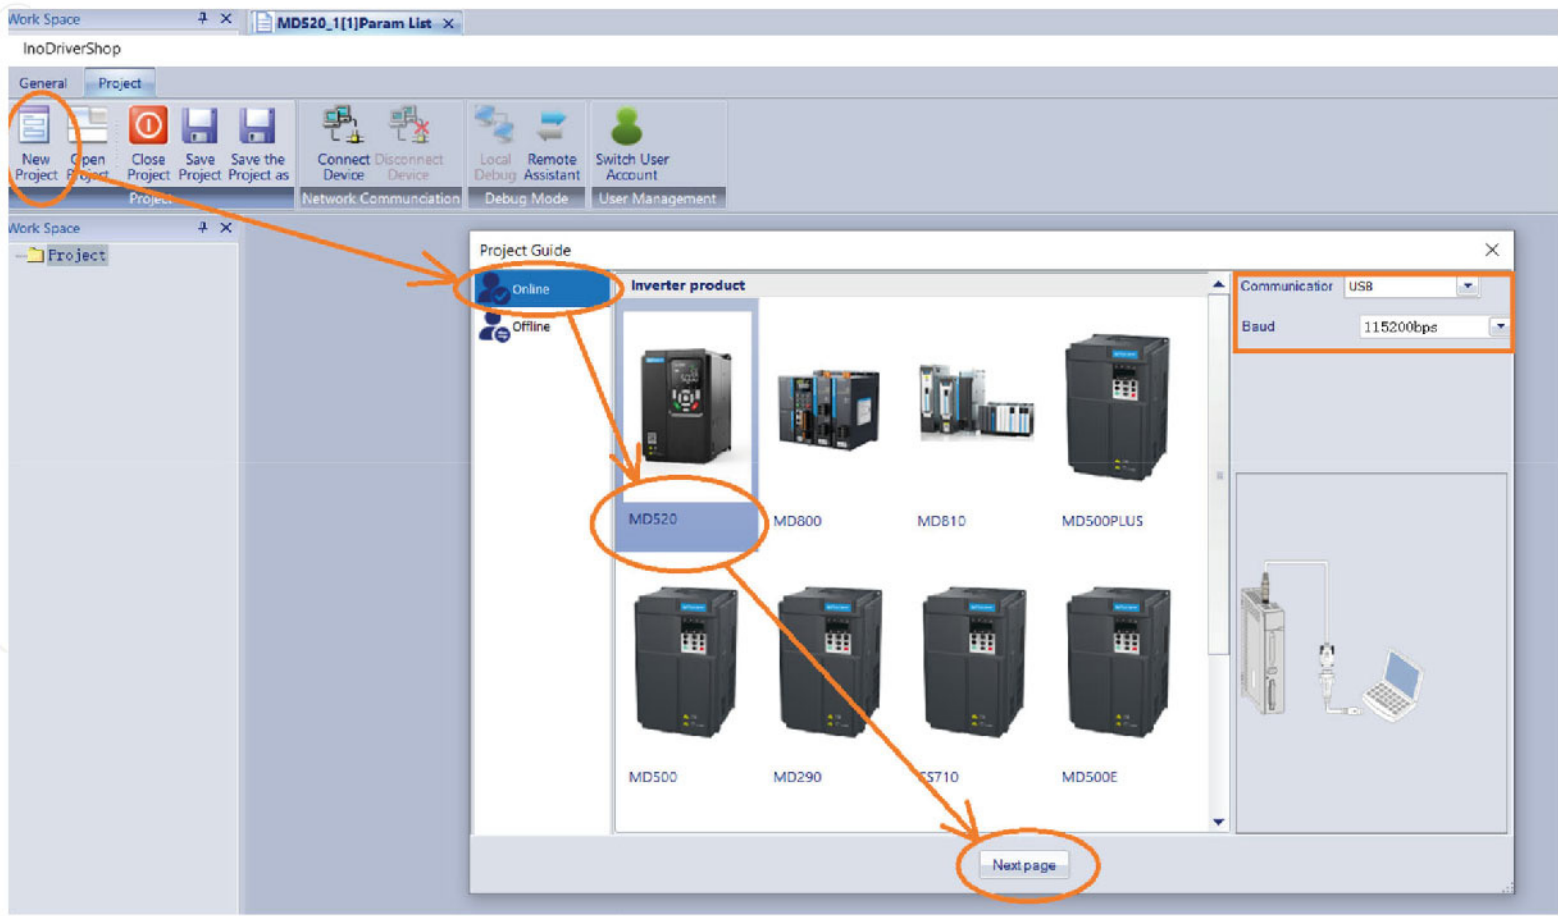 Work Space
MD520_1[1]Param List
InoDriverShop
General Project
New Project
Open Project
Close Project
Save Project
Save the Project as
Connect Device
Disconnect Device
Local Debug
Remote Assistant
Switch User Account
Project
Network Communciation
Debug Mode
User Management
Work Space
Project
Project Guide
Online
Offline
Inverter product
MD520
MD800
MD810
MD500PLUS
MD500
MD290
CS710
MD500E
Communicatior USB
Baud 115200bps
Next page